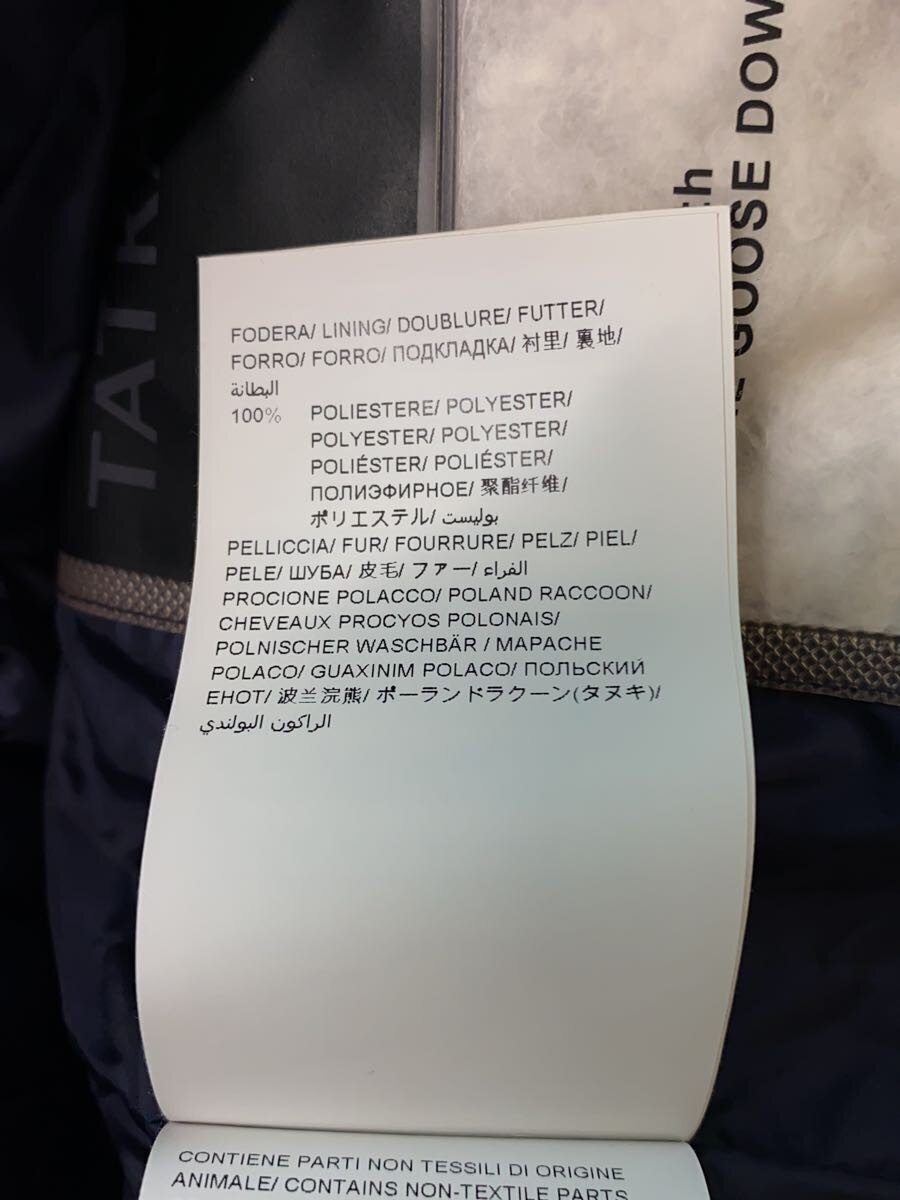 GOOSE DOW
FODERA/ LINING/ DOUBLURE/ FUTTER/
FORRO/ FORRO/ ПОДКЛАДКА/ 衬里/ 裏地/
البطانة
100% POLIESTERE/ POLYESTER/
POLYESTER/ POLYESTER/
POLIÉSTER/ POLIÉSTER/
ПОЛИЭФИРНОЕ/ 聚酯纤维/
ポリエステル/ بوليست
PELLICCIA/ FUR/ FOURRURE/ PELZ/ PIEL/
PELE/ ШУБА/ 皮毛/ ファー/ الفراء
PROCIONE POLACCO/ POLAND RACCOON/
CHEVEAUX PROCYOS POLONAIS/
POLNISCHER WASCHBÄR / MAPACHE
POLACO/ GUAXINIM POLACO/ ПОЛЬСКИЙ
ЕНОТ/ 波兰浣熊/ ポーランドラクーン(タヌキ)/
الراكون البولندي
CONTIENE PARTI NON TESSILI DI ORIGINE
ANIMALE/ CONTAINS NON-TEXTILE PARTS